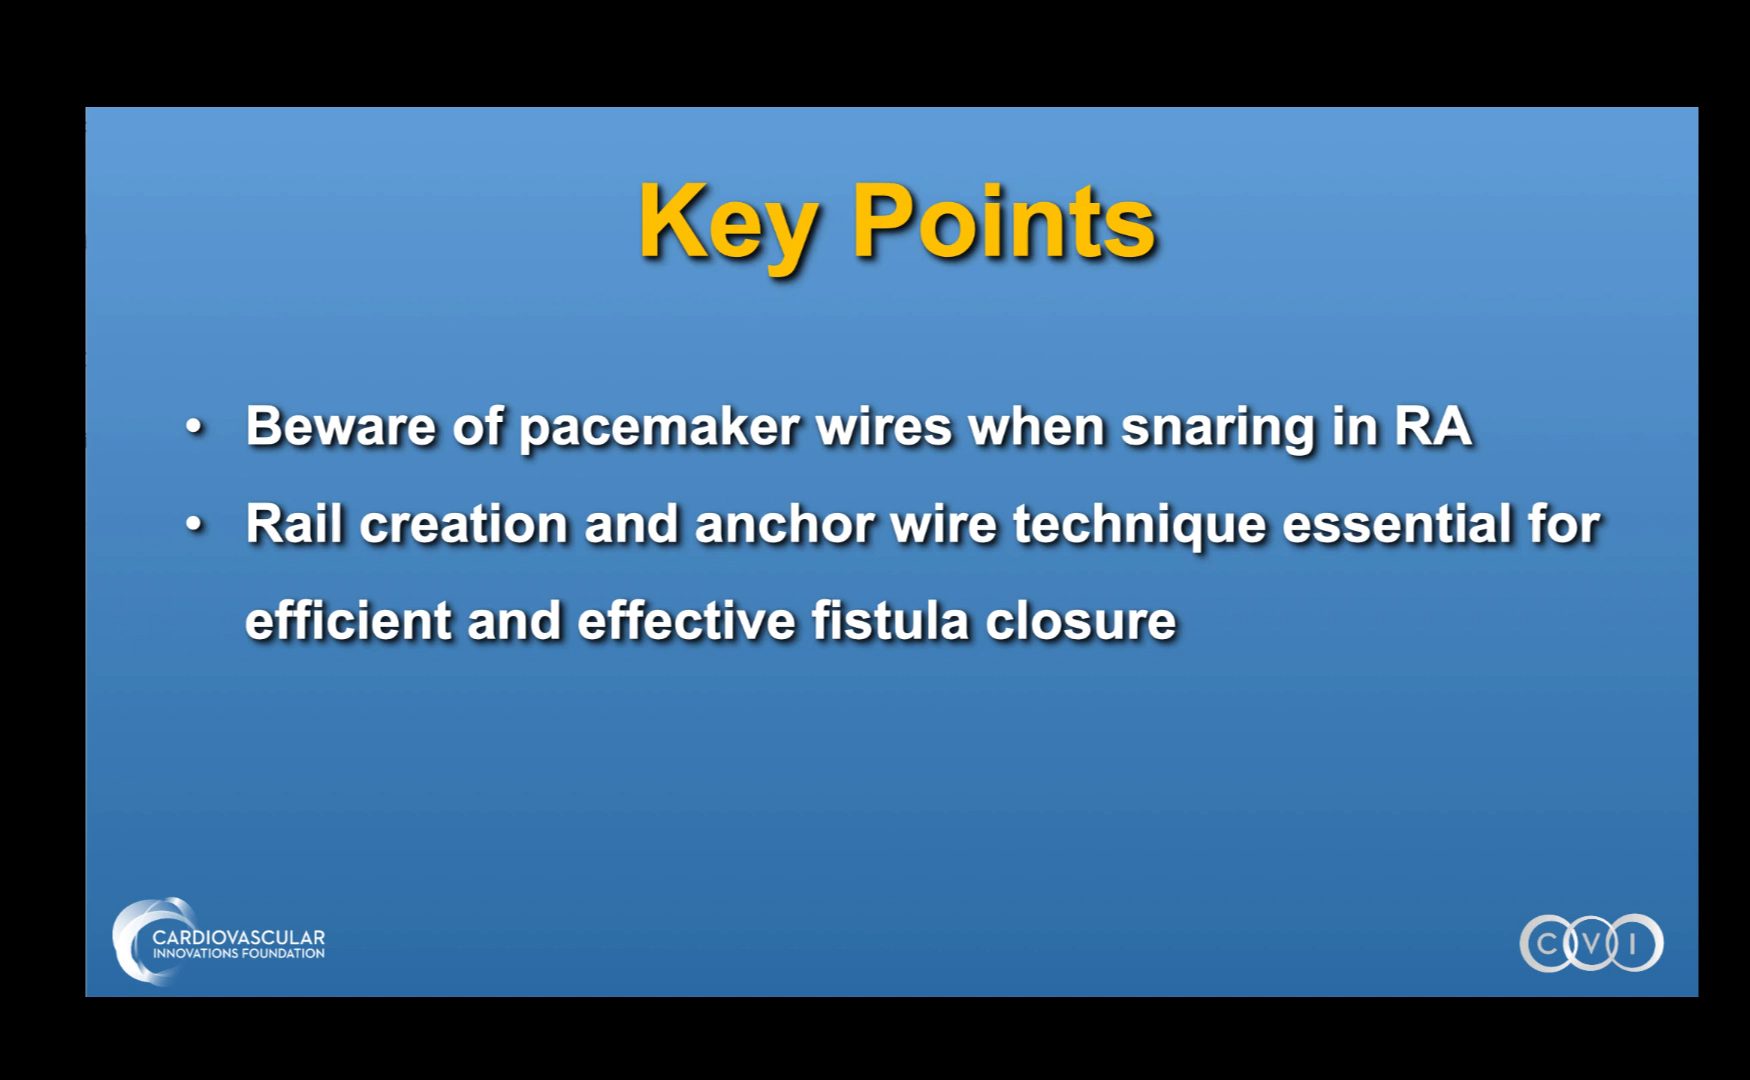 Key Points
• Beware of pacemaker wires when snaring in RA
• Rail creation and anchor wire technique essential for
efficient and effective fistula closure
CARDIOVASCULAR
INNOVATIONS FOUNDATION
CVI